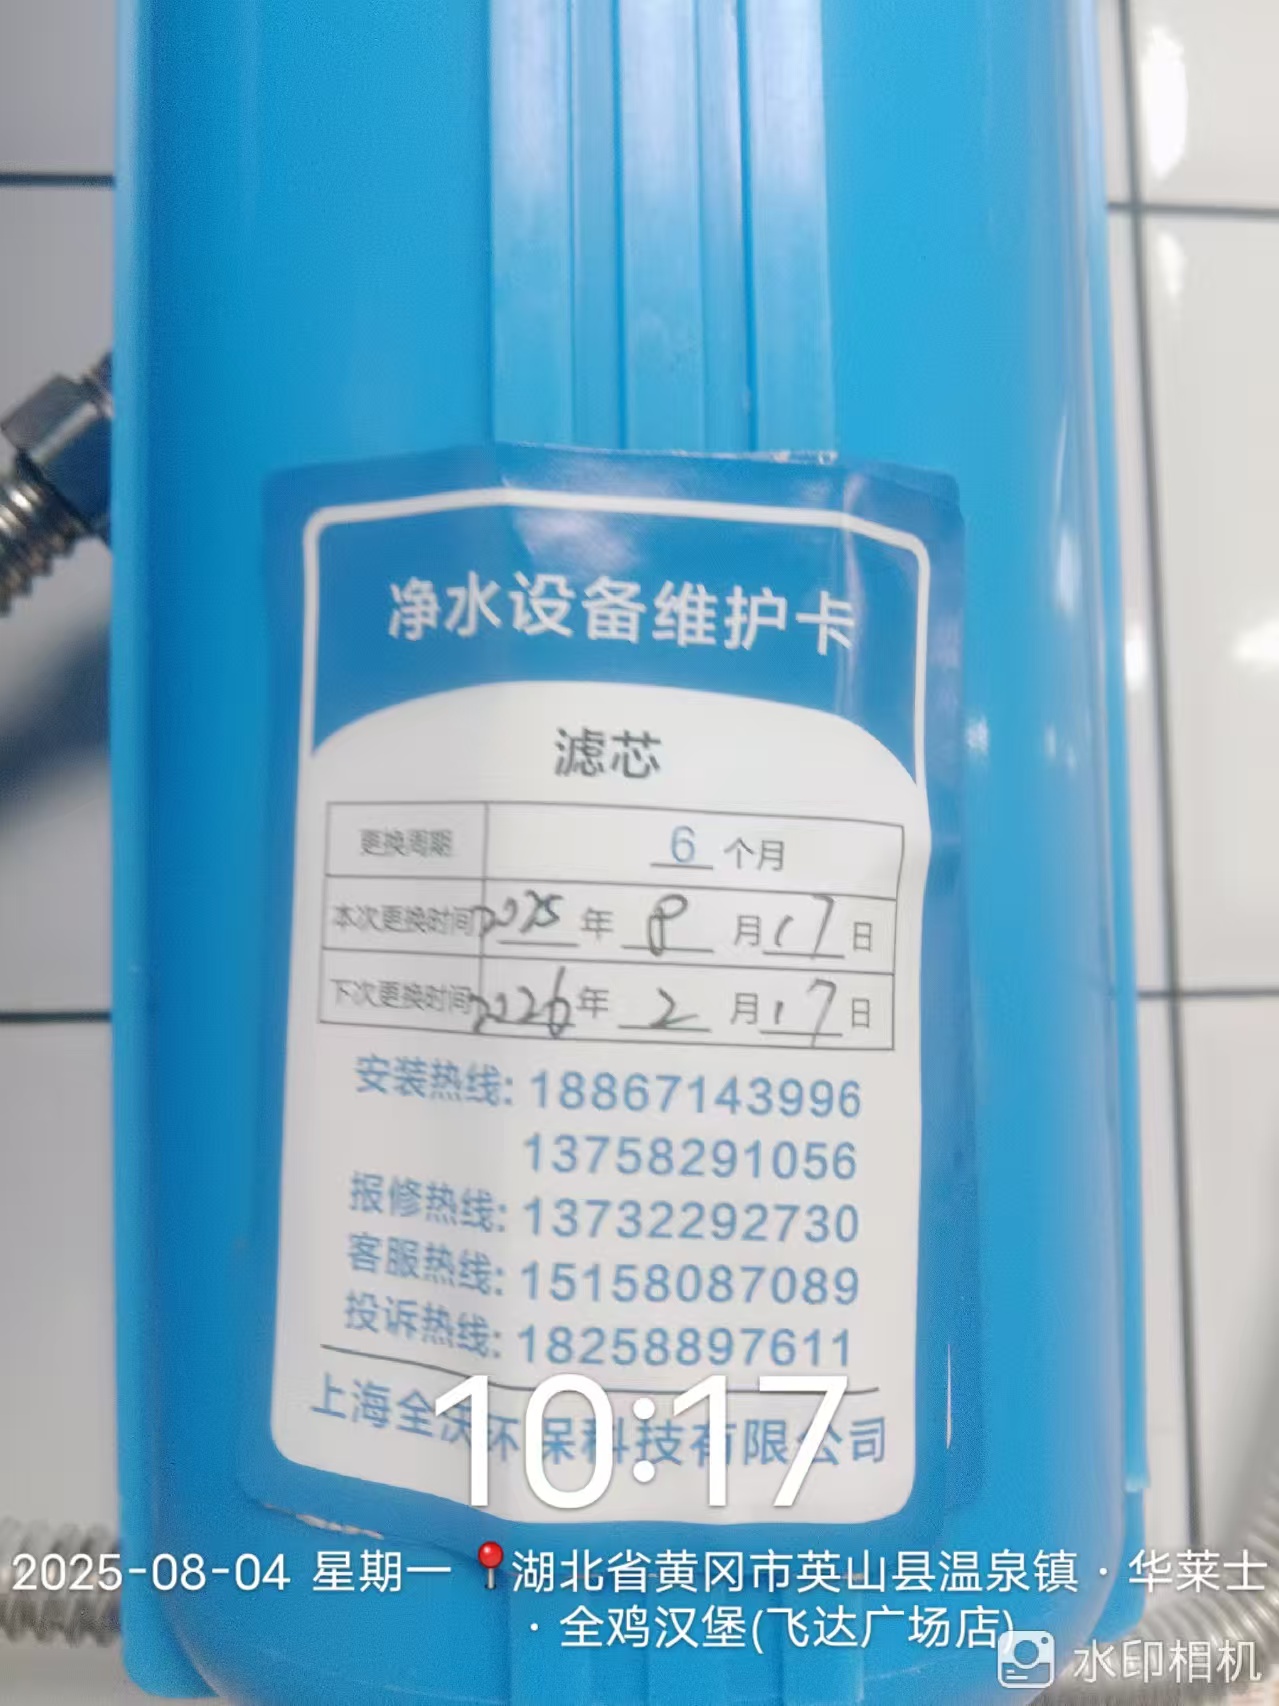 净水设备维护卡
滤芯
更换周期 6 个月
本次更换时间 2025 年 8 月 17 日
下次更换时间 2026 年 2 月 17 日
安装热线: 18867143996
13758291056
报修热线: 13732292730
客服热线: 15158087089
投诉热线: 18258897611
上海全沃环保科技有限公司
10:17
2025-08-04 星期一 湖北省黄冈市英山县温泉镇 · 华莱士
· 全鸡汉堡(飞达广场店)
水印相机